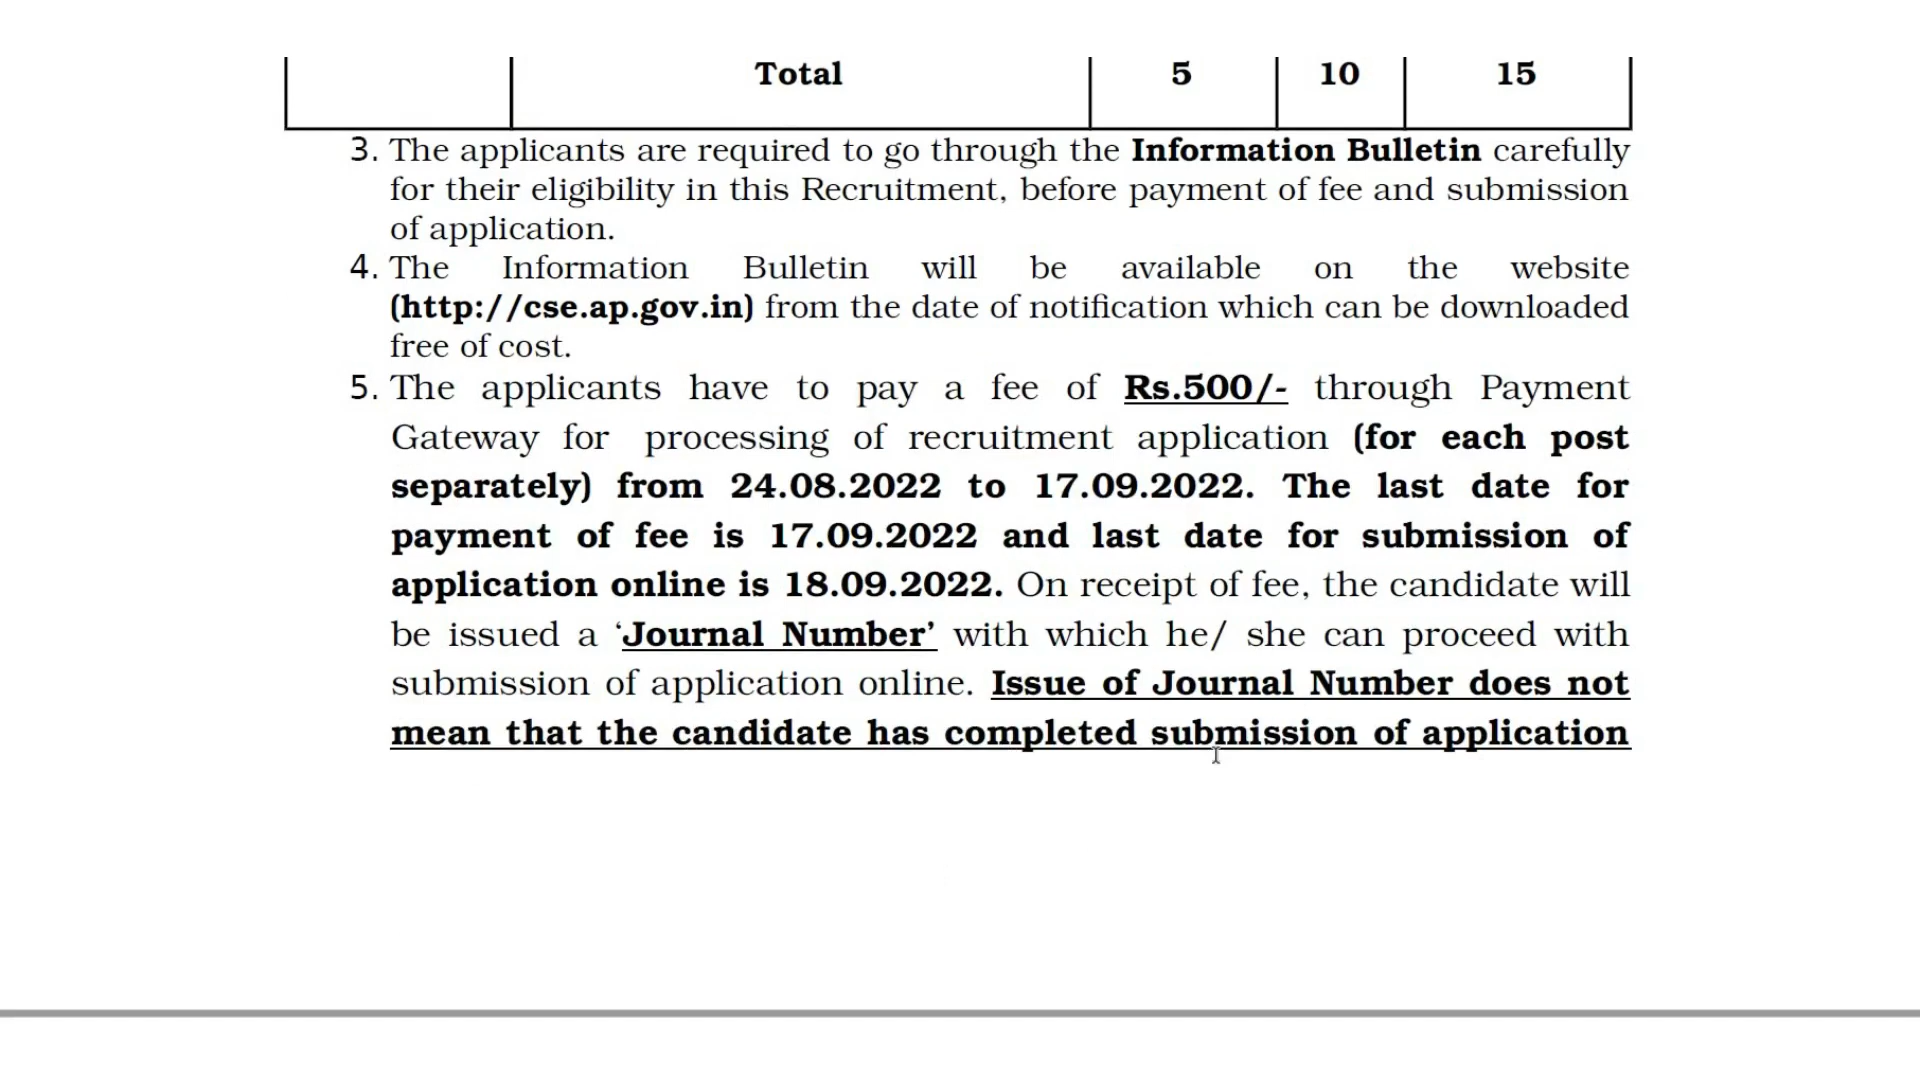 Total 5 10 15
3. The applicants are required to go through the Information Bulletin carefully
for their eligibility in this Recruitment, before payment of fee and submission
of application.
4. The Information Bulletin will be available on the website
(http://cse.ap.gov.in) from the date of notification which can be downloaded
free of cost.
5. The applicants have to pay a fee of Rs.500/- through Payment
Gateway for processing of recruitment application (for each post
separately) from 24.08.2022 to 17.09.2022. The last date for
payment of fee is 17.09.2022 and last date for submission of
application online is 18.09.2022. On receipt of fee, the candidate will
be issued a ‘Journal Number’ with which he/ she can proceed with
submission of application online. Issue of Journal Number does not
mean that the candidate has completed submission of application